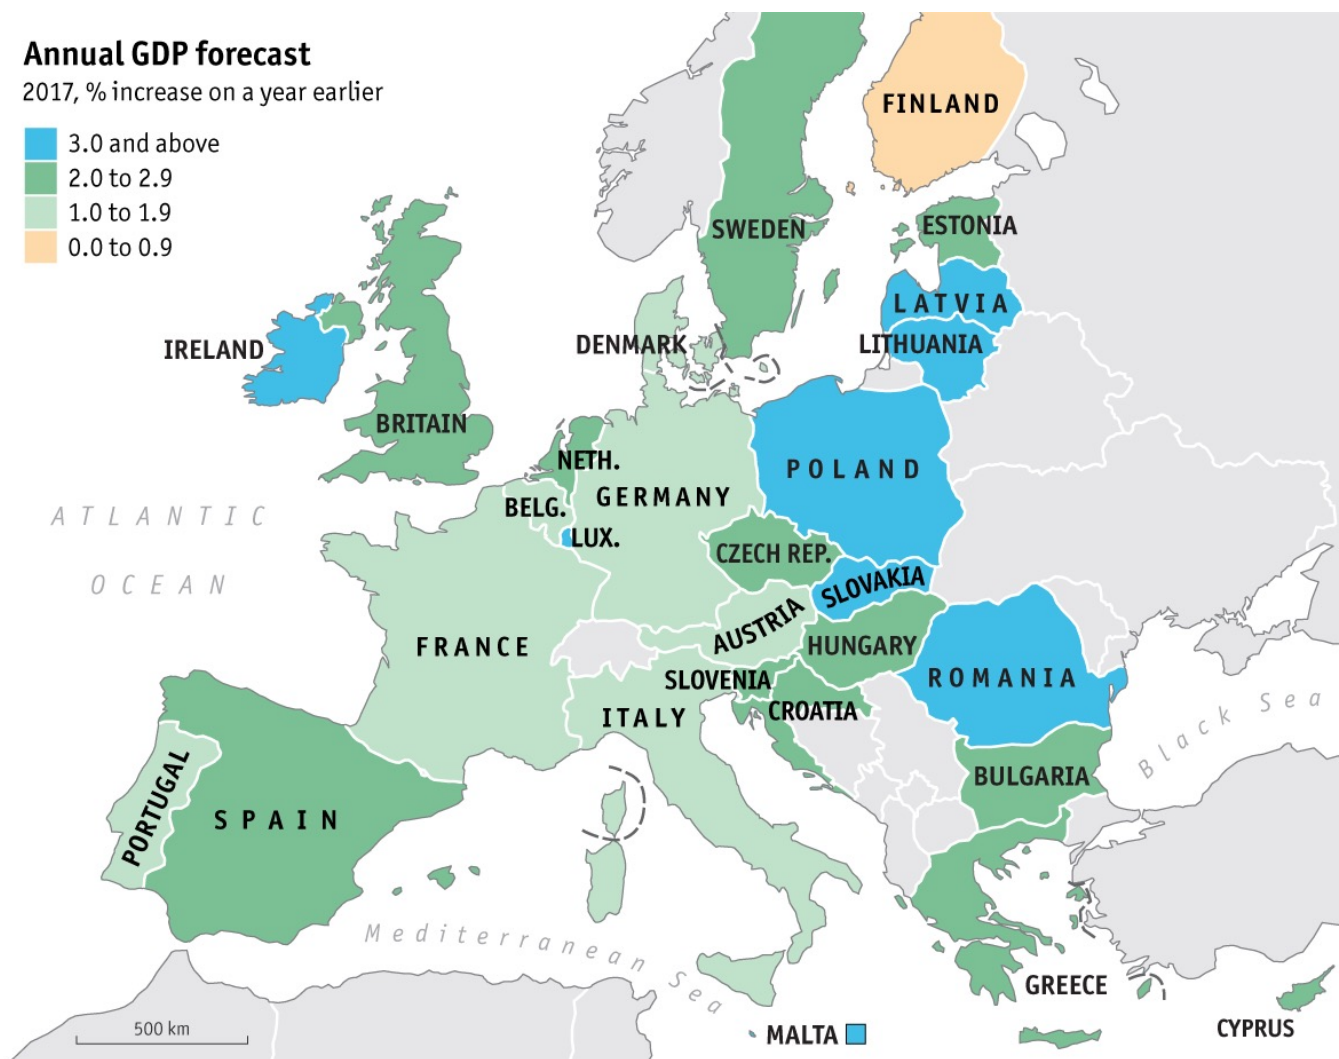 Annual GDP forecast
2017, % increase on a year earlier
3.0 and above
2.0 to 2.9
1.0 to 1.9
0.0 to 0.9
FINLAND
SWEDEN
ESTONIA
LATVIA
LITHUANIA
DENMARK
IRELAND
BRITAIN
NETH.
BELG.
GERMANY
LUX.
POLAND
ATLANTIC
OCEAN
CZECH REP.
SLOVAKIA
AUSTRIA
HUNGARY
FRANCE
SLOVENIA
ROMANIA
ITALY
CROATIA
Black Sea
BULGARIA
PORTUGAL
SPAIN
Mediterranean Sea
GREECE
CYPRUS
MALTA
500 km